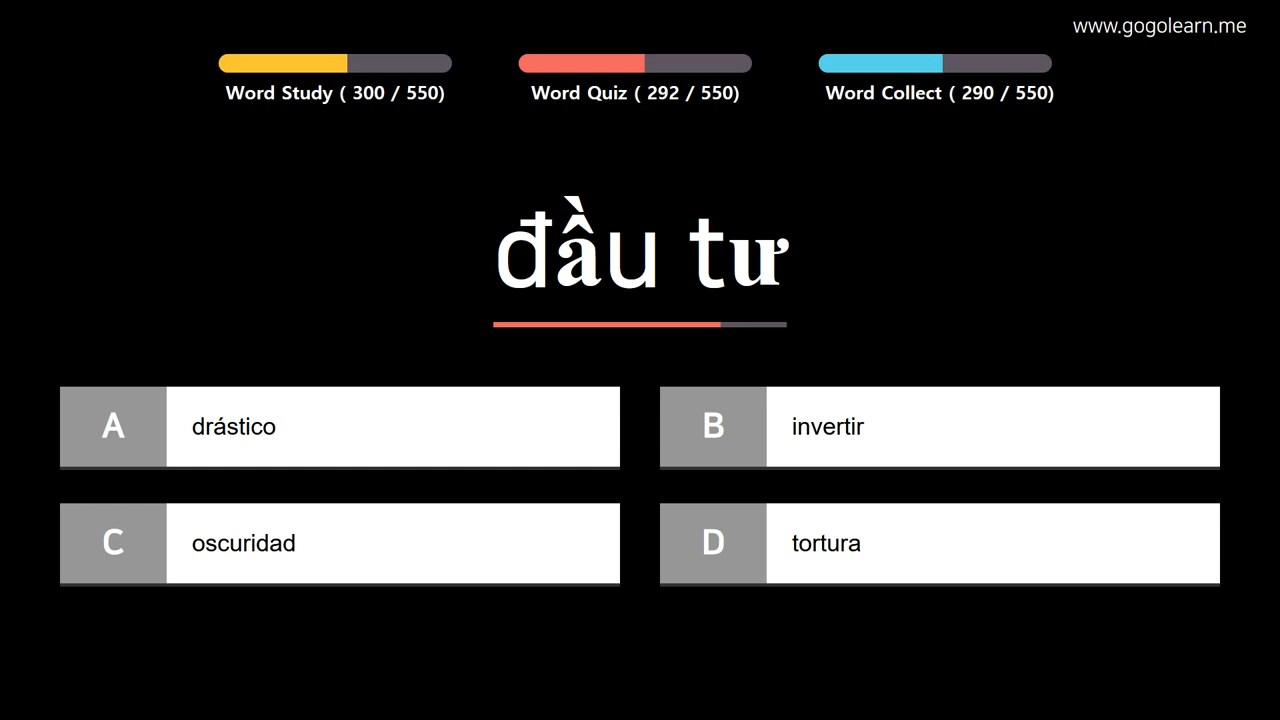 www.gogolearn.me
Word Study ( 300 / 550)
Word Quiz ( 292 / 550)
Word Collect ( 290 / 550)
đầu tư
A drástico
B invertir
C oscuridad
D tortura